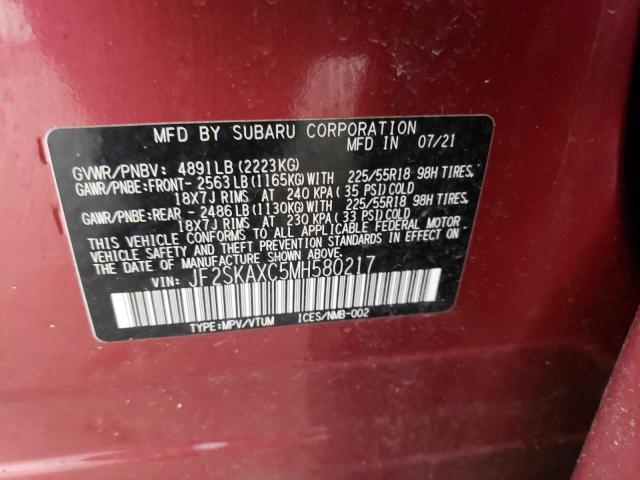 MFD BY SUBARU CORPORATION
MFD IN 07/21
GVWR/PNBV: 4891LB (2223KG)
GAWR/PNBE:FRONT- 2563LB(1165KG)WITH 225/55R18 98H TIRES,
18X7J RIMS AT 240 KPA (35 PSI)COLD
GAWR/PNBE:REAR - 2486LB(1130KG)WITH 225/55R18 98H TIRES,
18X7J RIMS AT 230 KPA (33 PSI)COLD
THIS VEHICLE CONFORMS TO ALL APPLICABLE FEDERAL MOTOR
VEHICLE SAFETY AND THEFT PREVENTION STANDARDS IN EFFECT ON
THE DATE OF MANUFACTURE SHOWN ABOVE.
VIN: JF2SKAXC5MH580217
TYPE:MPV/VTUM ICES/NMB-002